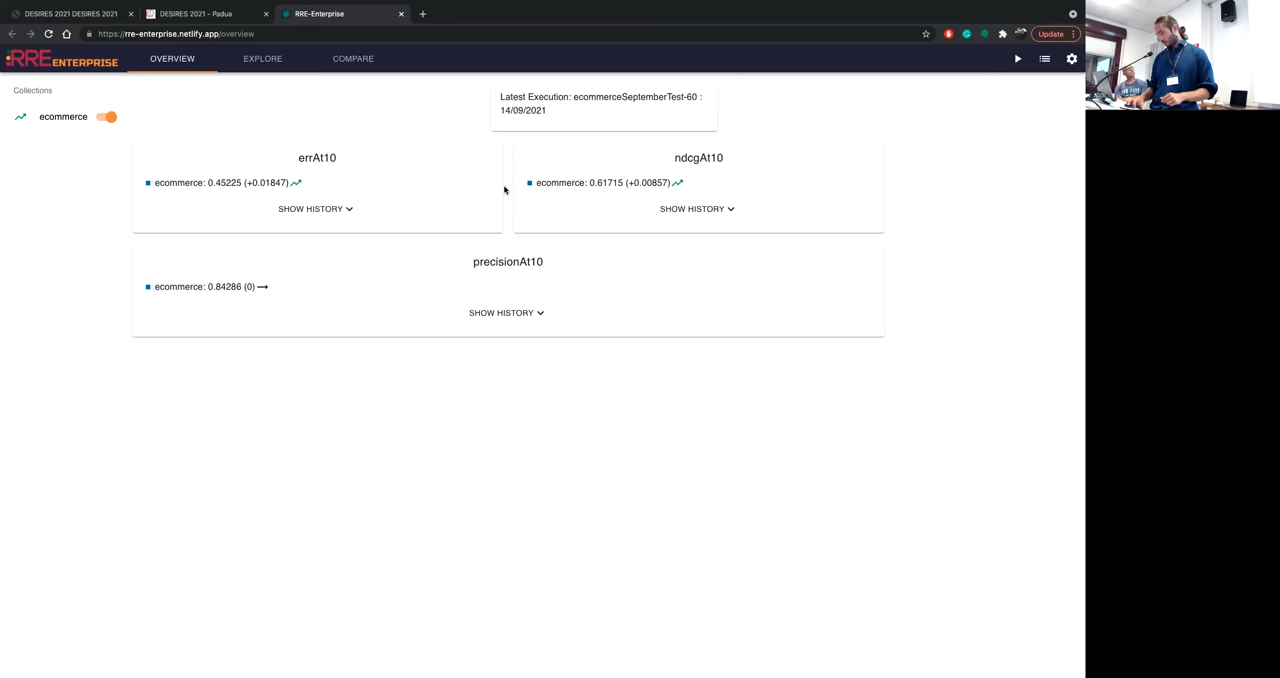 DESIRES 2021 DESIRES 2021
DESIRES 2021 - Padua
RRE-Enterprise
https://rre-enterprise.netlify.app/overview
Update
RRE ENTERPRISE
OVERVIEW
EXPLORE
COMPARE
Collections
ecommerce
Latest Execution: ecommerceSeptemberTest-60 :
14/09/2021
errAt10
ecommerce: 0.45225 (+0.01847)
SHOW HISTORY
ndcgAt10
ecommerce: 0.61715 (+0.00857)
SHOW HISTORY
precisionAt10
ecommerce: 0.84286 (0)
SHOW HISTORY